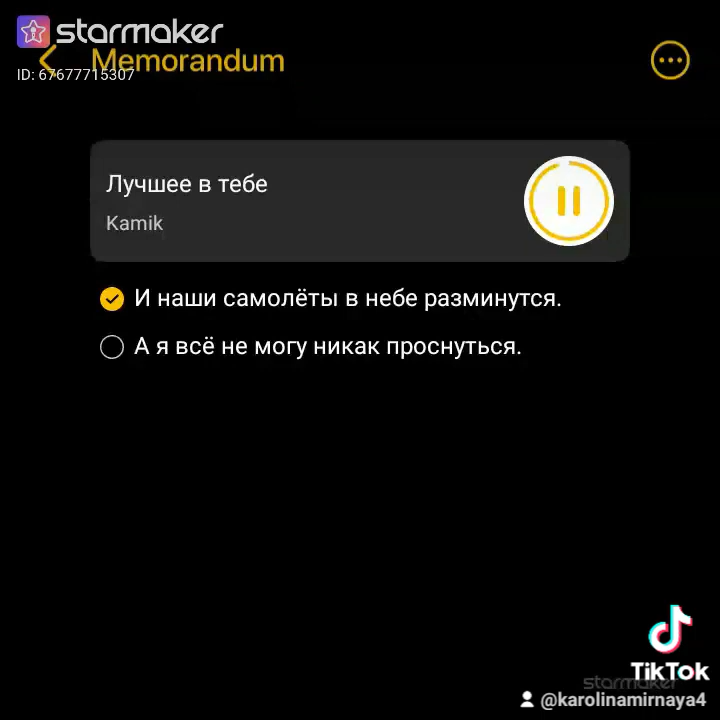 starmaker
Memorandum
ID: 67677715307
Лучшее в тебе
Kamik
И наши самолёты в небе разминутся.
А я всё не могу никак проснуться.
TikTok
starmaker
@karolinamirnaya4